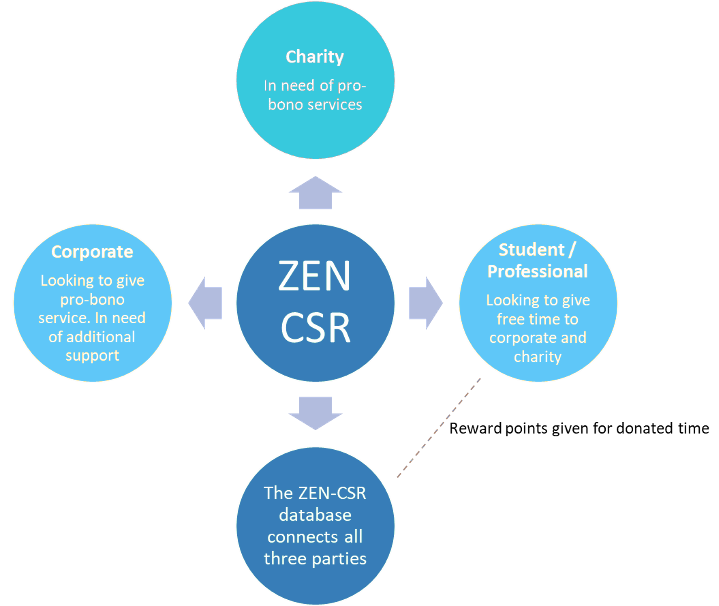 Charity
In need of pro-
bono services
Corporate
Looking to give
pro-bono
service. In need
of additional
support
ZEN
CSR
Student /
Professional
Looking to give
free time to
corporate and
charity
Reward points given for donated time
The ZEN-CSR
database
connects all
three parties